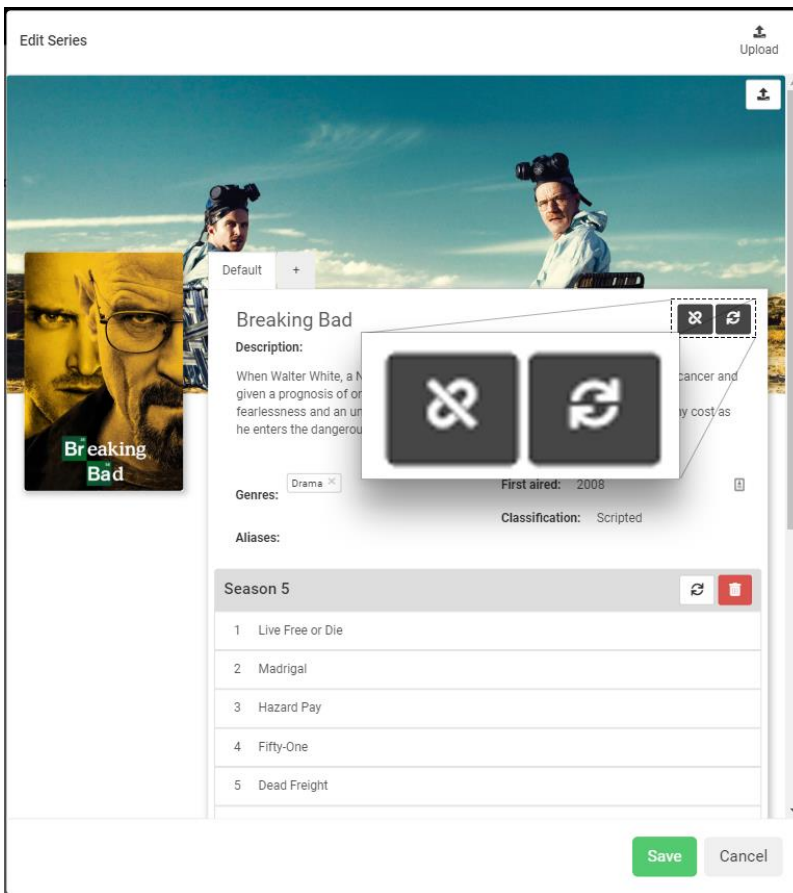 Edit Series
Upload
Default +
Breaking Bad
Description:
When Walter White, a N cancer and
given a prognosis of or
fearlessness and an un y cost as
he enters the dangerou
Breaking
Bad
Genres: Drama × First aired: 2008
Classification: Scripted
Aliases:
Season 5
1 Live Free or Die
2 Madrigal
3 Hazard Pay
4 Fifty-One
5 Dead Freight
Save Cancel